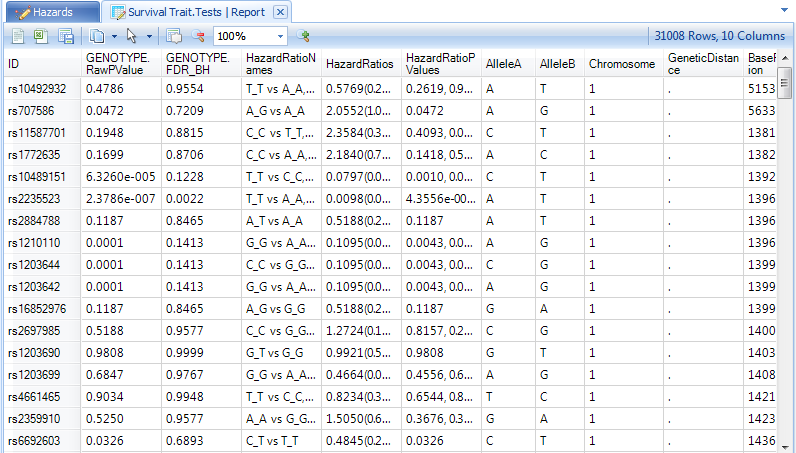 Hazards Survival Trait.Tests | Report
100% 31008 Rows, 10 Columns
ID GENOTYPE.RawPValue GENOTYPE.FDR_BH HazardRatioNames HazardRatios HazardRatioPValues AlleleA AlleleB Chromosome GeneticDistance BaseP ion
rs10492932 0.4786 0.9554 T_T vs A_A,... 0.5769(0.2... 0.2619, 0.9... A T 1 . 5153
rs707586 0.0472 0.7209 A_G vs A_A 2.0552(1.0... 0.0472 A G 1 . 5633
rs11587701 0.1948 0.8815 C_C vs T_T,... 2.3584(0.3... 0.4093, 0.0... C T 1 . 1381
rs1772635 0.1699 0.8706 C_C vs A_A,... 2.1840(0.7... 0.1418, 0.5... A C 1 . 1382
rs10489151 6.3260e-005 0.1228 T_T vs C_C,... 0.0797(0.0... 0.0010, 0.0... C T 1 . 1392
rs2235523 2.3786e-007 0.0022 T_T vs A_A,... 0.0098(0.0... 4.3556e-00... A T 1 . 1396
rs2884788 0.1187 0.8465 A_T vs A_A 0.5188(0.2... 0.1187 A T 1 . 1396
rs1210110 0.0001 0.1413 G_G vs A_A... 0.1095(0.0... 0.0043, 0.0... A G 1 . 1396
rs1203644 0.0001 0.1413 C_C vs G_G... 0.1095(0.0... 0.0043, 0.0... C G 1 . 1399
rs1203642 0.0001 0.1413 G_G vs A_A... 0.1095(0.0... 0.0043, 0.0... A G 1 . 1399
rs16852976 0.1187 0.8465 A_G vs G_G 0.5188(0.2... 0.1187 G A 1 . 1399
rs2697985 0.5188 0.9577 C_C vs G_G... 1.2724(0.1... 0.8157, 0.2... C G 1 . 1400
rs1203690 0.9808 0.9999 G_T vs G_G 0.9921(0.5... 0.9808 G T 1 . 1403
rs1203699 0.6847 0.9767 G_G vs A_A... 0.4664(0.0... 0.4556, 0.6... A G 1 . 1408
rs4661465 0.9034 0.9948 T_T vs C_C,... 0.8234(0.3... 0.6544, 0.8... T C 1 . 1421
rs2359910 0.5250 0.9577 A_A vs G_G... 1.5050(0.6... 0.3676, 0.3... G A 1 . 1423
rs6692603 0.0326 0.6893 C_T vs T_T 0.4845(0.2... 0.0326 C T 1 . 1436